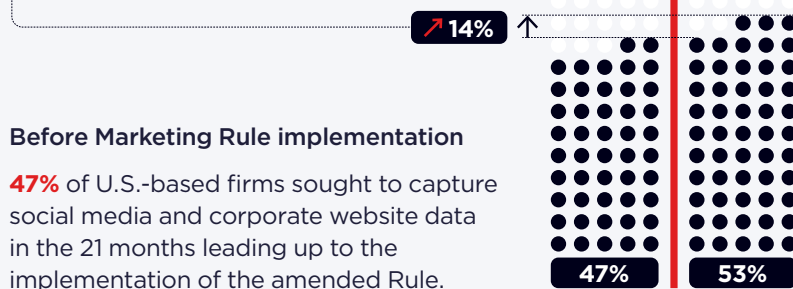 ↗ 14%
Before Marketing Rule implementation
47% of U.S.-based firms sought to capture
social media and corporate website data
in the 21 months leading up to the
implementation of the amended Rule.
47%
53%